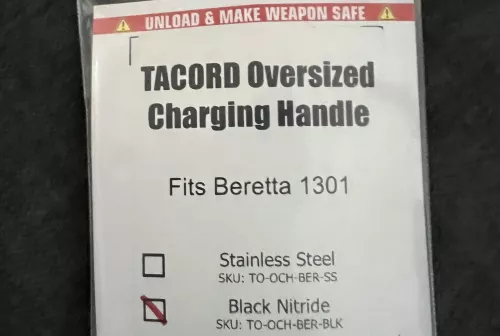 UNLOAD & MAKE WEAPON SAFE
TACORD Oversized
Charging Handle
Fits Beretta 1301
Stainless Steel
SKU: TO-OCH-BER-SS
Black Nitride
SKU: TO-OCH-BER-BLK